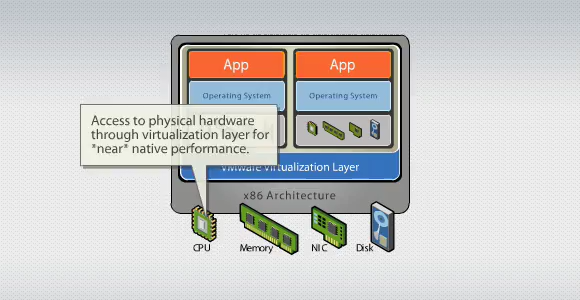 App
App
Operating System
Operating System
Access to physical hardware
through virtualization layer for
*near* native performance.
VMware Virtualization Layer
x86 Architecture
CPU
Memory
NIC
Disk